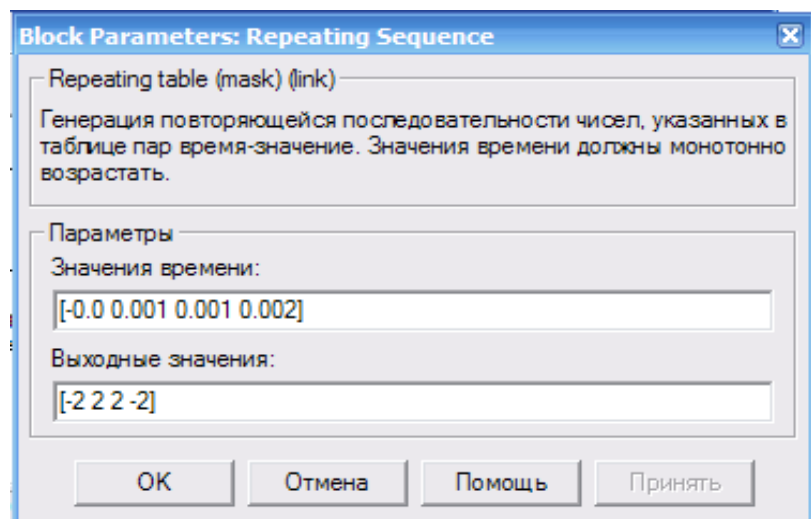 Block Parameters: Repeating Sequence
Repeating table (mask) (link)
Генерация повторяющейся последовательности чисел, указанных в
таблице пар время-значение. Значения времени должны монотонно
возрастать.
Параметры
Значения времени:
[-0.0 0.001 0.001 0.002]
Выходные значения:
[-2 2 2 -2]
OK Отмена Помощь Принять